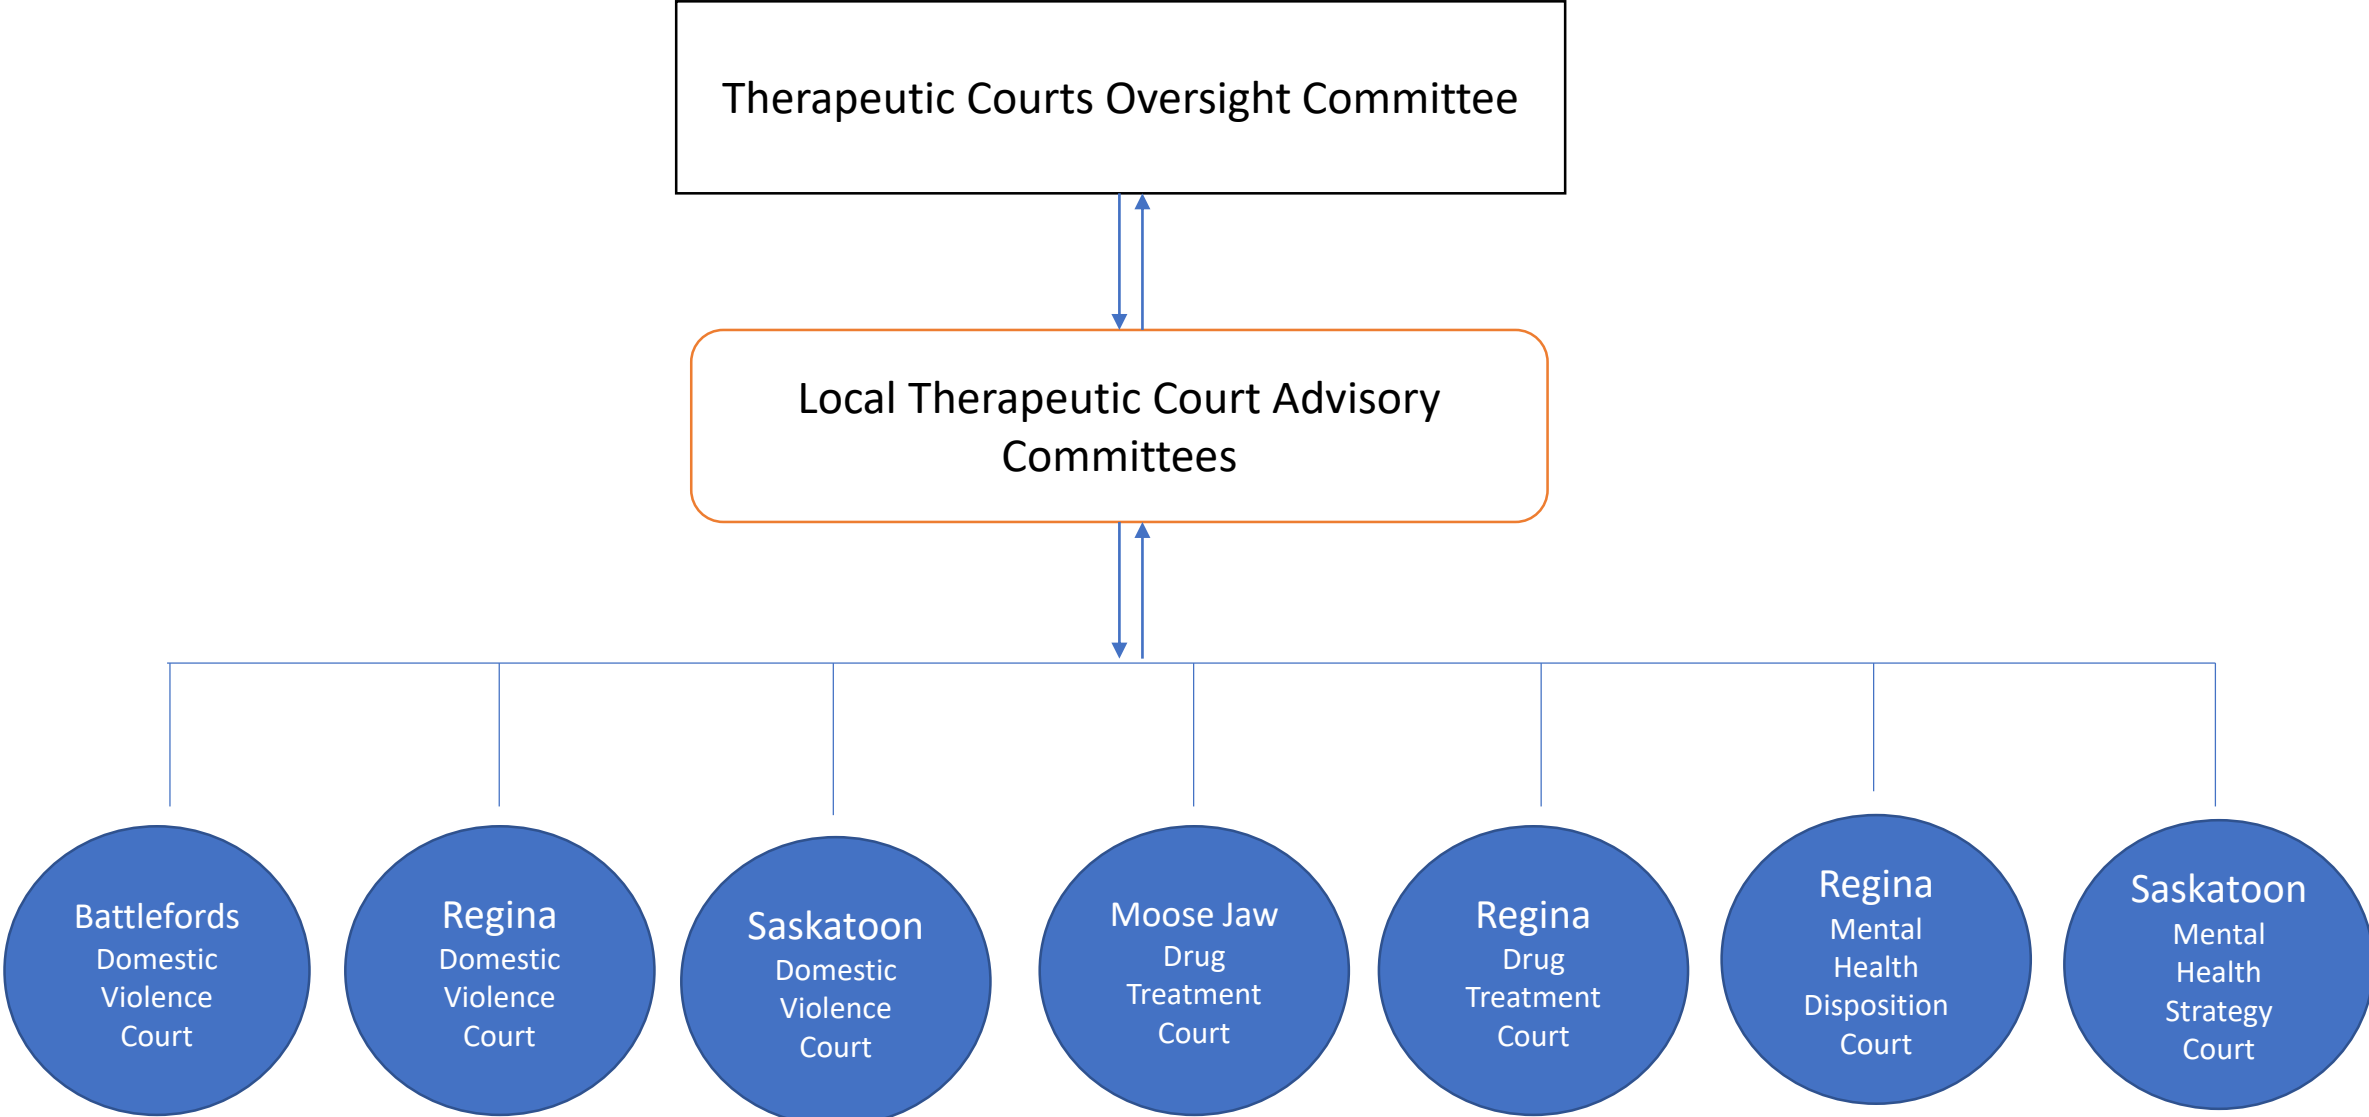 Therapeutic Courts Oversight Committee
Local Therapeutic Court Advisory
Committees
Battlefords
Domestic
Violence
Court
Regina
Domestic
Violence
Court
Saskatoon
Domestic
Violence
Court
Moose Jaw
Drug
Treatment
Court
Regina
Drug
Treatment
Court
Regina
Mental
Health
Disposition
Court
Saskatoon
Mental
Health
Strategy
Court